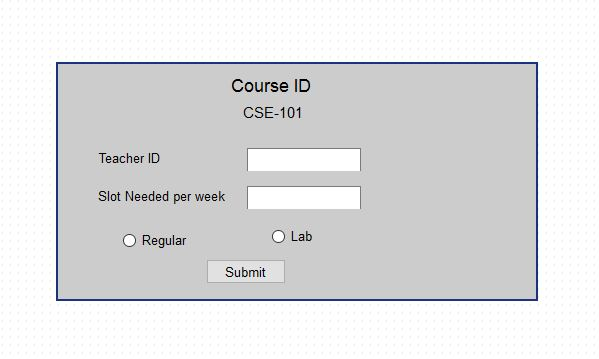 Course ID
CSE-101
Teacher ID
Slot Needed per week
Regular
Lab
Submit